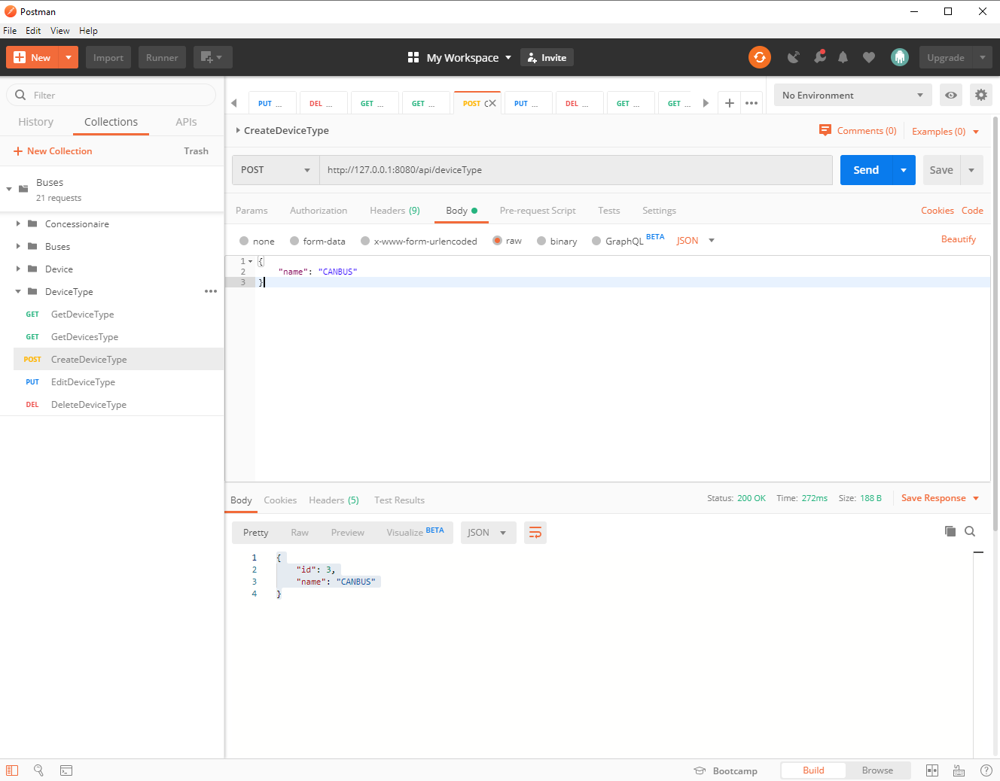 Postman
File Edit View Help
New Import Runner My Workspace Invite Upgrade
Filter
History Collections APIs
New Collection Trash
Buses
21 requests
Concessionaire
Buses
Device
DeviceType
GET GetDeviceType
GET GetDevicesType
POST CreateDeviceType
PUT EditDeviceType
DEL DeleteDeviceType
PUT ... DEL ... GET ... GET ... POST PUT ... DEL ... GET ... GET ...
No Environment
CreateDeviceType Comments (0) Examples (0)
POST http://127.0.0.1:8080/api/deviceType Send Save
Params Authorization Headers (9) Body Pre-request Script Tests Settings Cookies Code
none form-data x-www-form-urlencoded raw binary GraphQL BETA JSON Beautify
1 {
2 "name": "CANBUS"
3 }
Body Cookies Headers (5) Test Results Status: 200 OK Time: 272ms Size: 188 B Save Response
Pretty Raw Preview Visualize BETA JSON
1 {
2 "id": 3,
3 "name": "CANBUS"
4 }
Bootcamp Build Browse